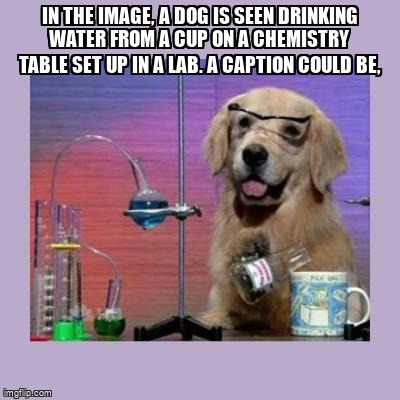 IN THE IMAGE, A DOG IS SEEN DRINKING
WATER FROM A CUP ON A CHEMISTRY
TABLE SET UP IN A LAB. A CAPTION COULD BE,
imgflip.com